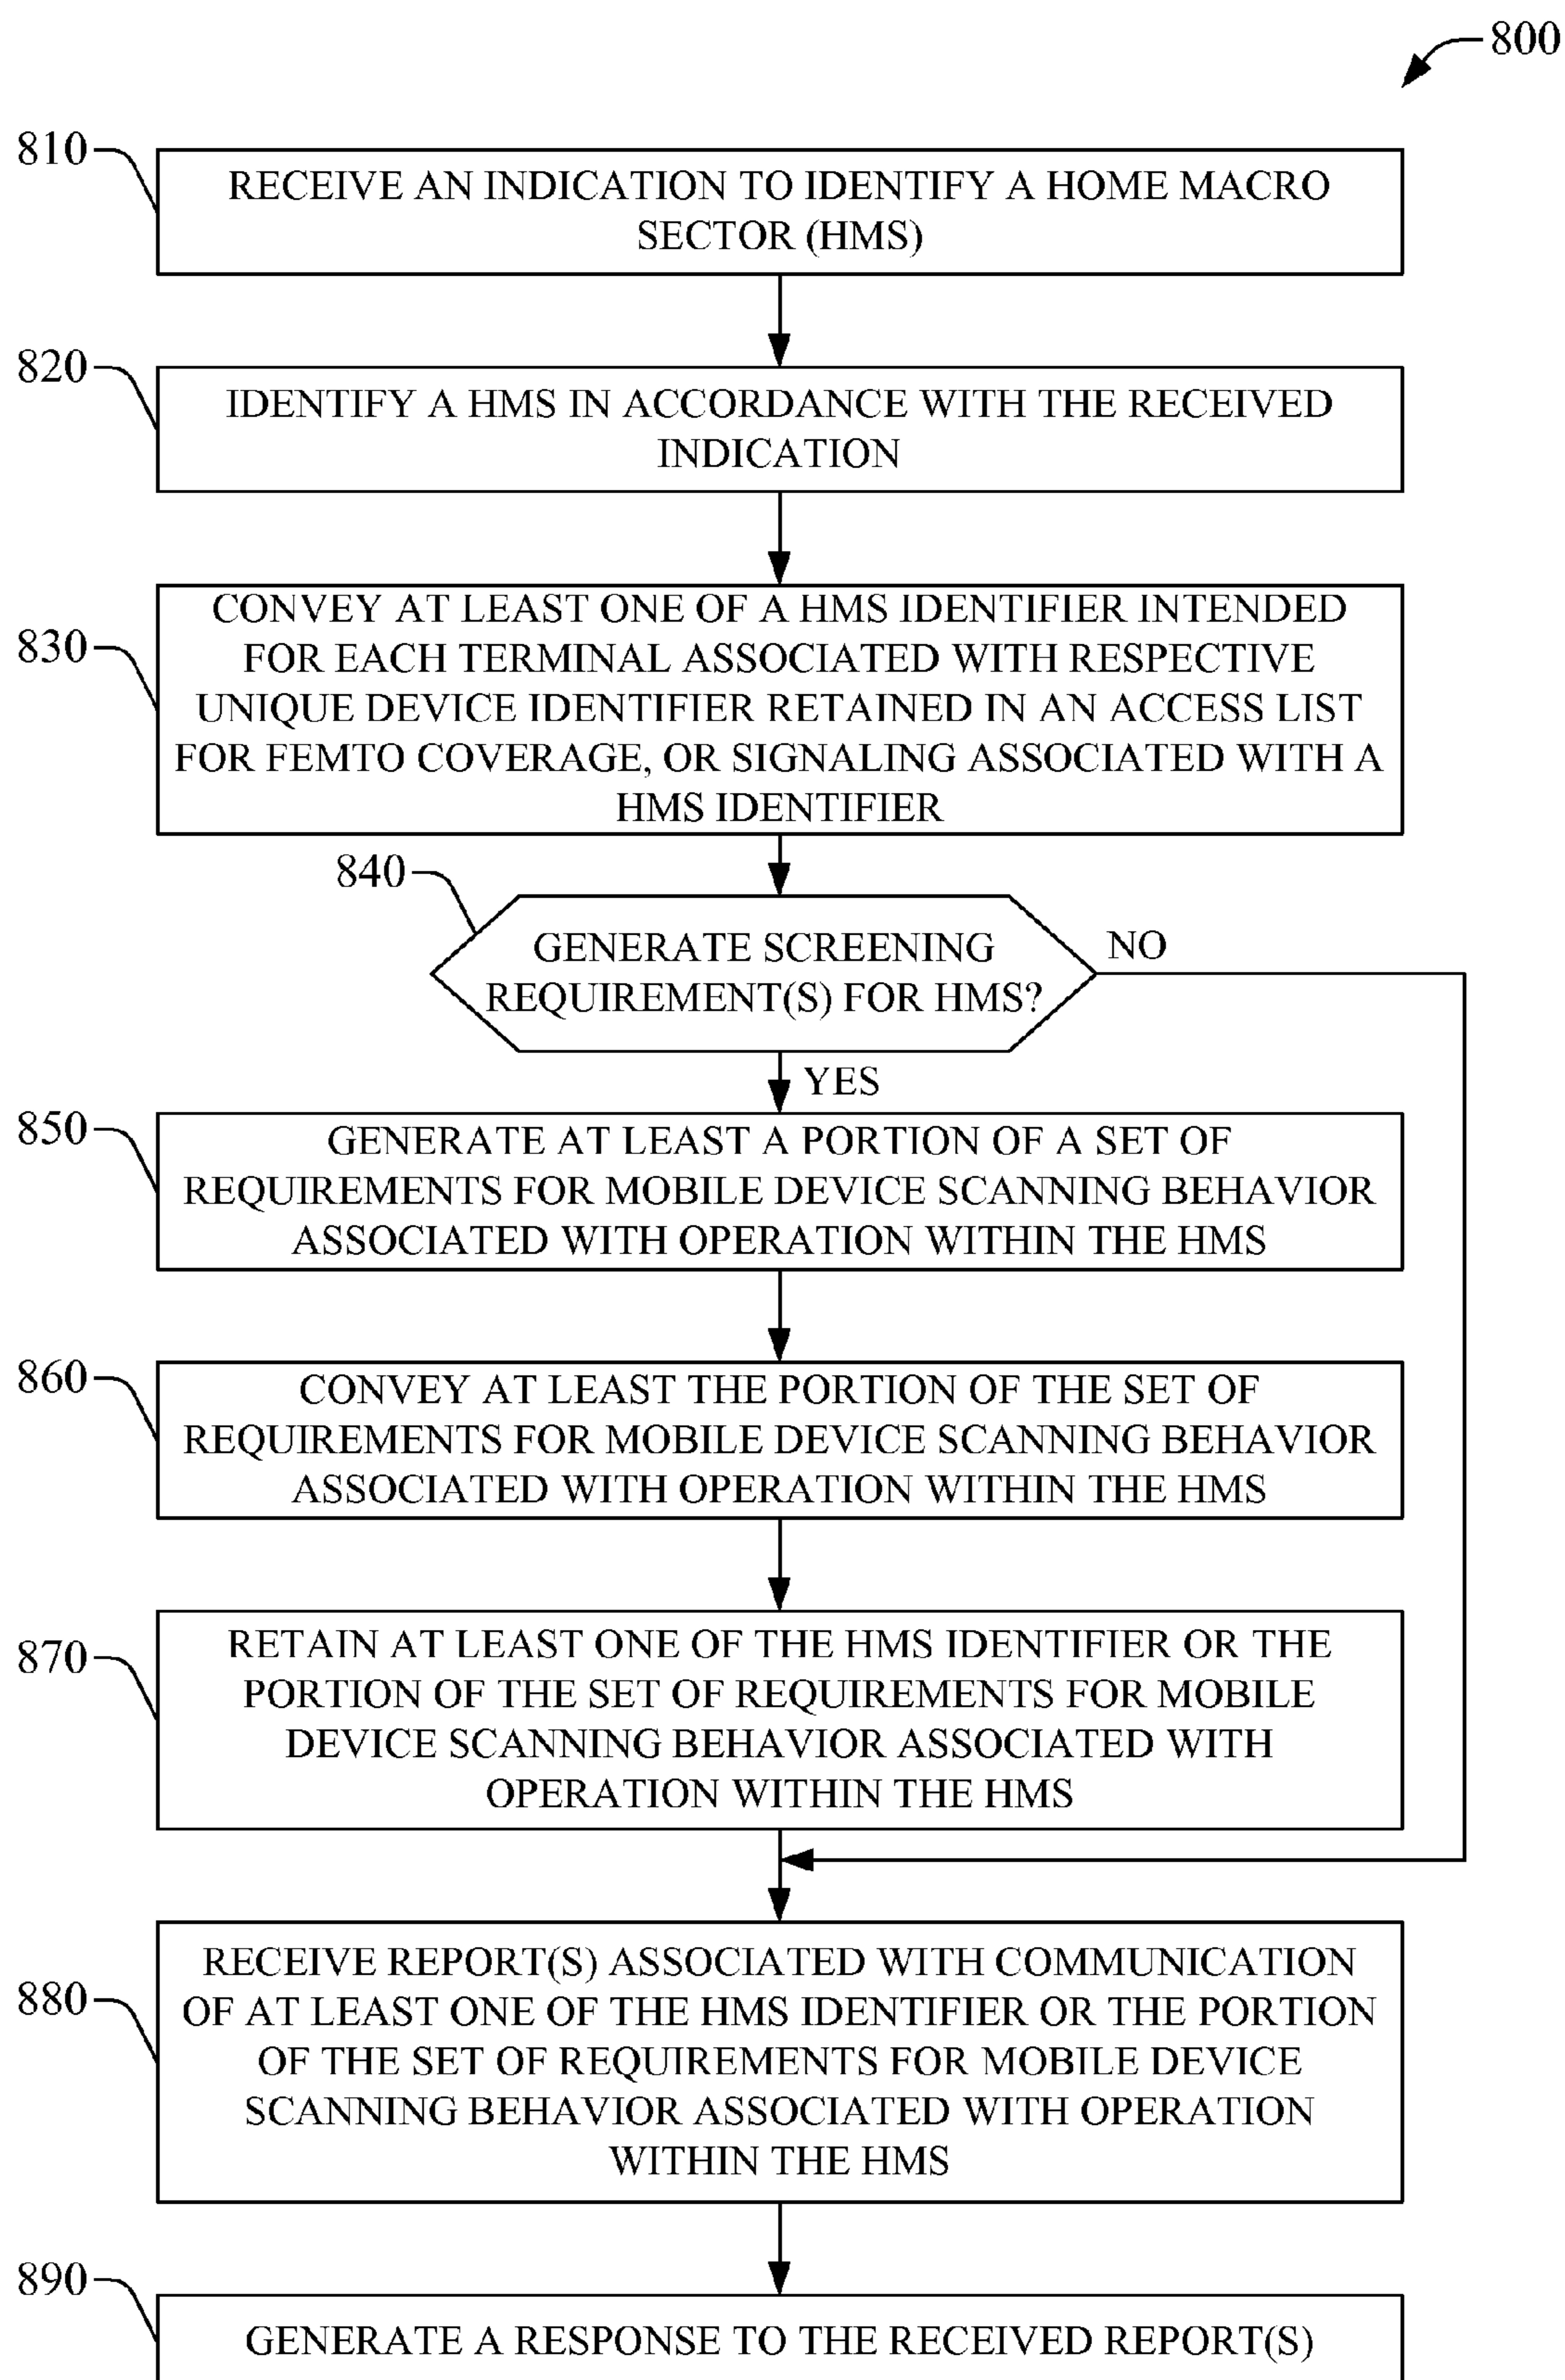 800
810
RECEIVE AN INDICATION TO IDENTIFY A HOME MACRO
SECTOR (HMS)
820
IDENTIFY A HMS IN ACCORDANCE WITH THE RECEIVED
INDICATION
830
CONVEY AT LEAST ONE OF A HMS IDENTIFIER INTENDED
FOR EACH TERMINAL ASSOCIATED WITH RESPECTIVE
UNIQUE DEVICE IDENTIFIER RETAINED IN AN ACCESS LIST
FOR FEMTO COVERAGE, OR SIGNALING ASSOCIATED WITH A
HMS IDENTIFIER
840
GENERATE SCREENING
REQUIREMENT(S) FOR HMS?
NO
YES
850
GENERATE AT LEAST A PORTION OF A SET OF
REQUIREMENTS FOR MOBILE DEVICE SCANNING BEHAVIOR
ASSOCIATED WITH OPERATION WITHIN THE HMS
860
CONVEY AT LEAST THE PORTION OF THE SET OF
REQUIREMENTS FOR MOBILE DEVICE SCANNING BEHAVIOR
ASSOCIATED WITH OPERATION WITHIN THE HMS
870
RETAIN AT LEAST ONE OF THE HMS IDENTIFIER OR THE
PORTION OF THE SET OF REQUIREMENTS FOR MOBILE
DEVICE SCANNING BEHAVIOR ASSOCIATED WITH
OPERATION WITHIN THE HMS
880
RECEIVE REPORT(S) ASSOCIATED WITH COMMUNICATION
OF AT LEAST ONE OF THE HMS IDENTIFIER OR THE PORTION
OF THE SET OF REQUIREMENTS FOR MOBILE DEVICE
SCANNING BEHAVIOR ASSOCIATED WITH OPERATION
WITHIN THE HMS
890
GENERATE A RESPONSE TO THE RECEIVED REPORT(S)